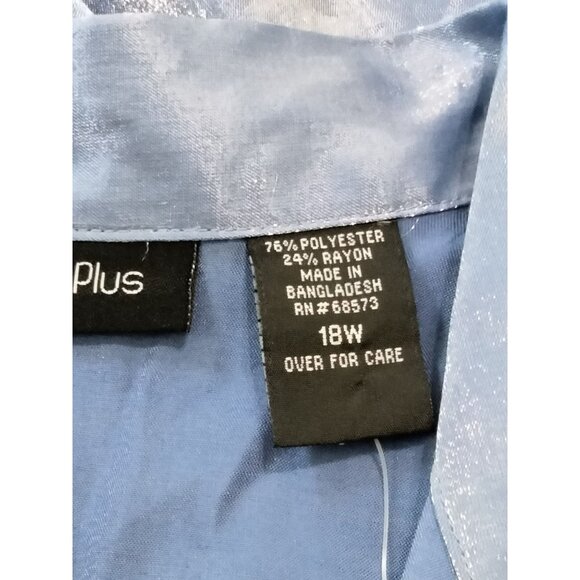 Plus
76% POLYESTER
24% RAYON
MADE IN
BANGLADESH
RN # 68573
18W
OVER FOR CARE